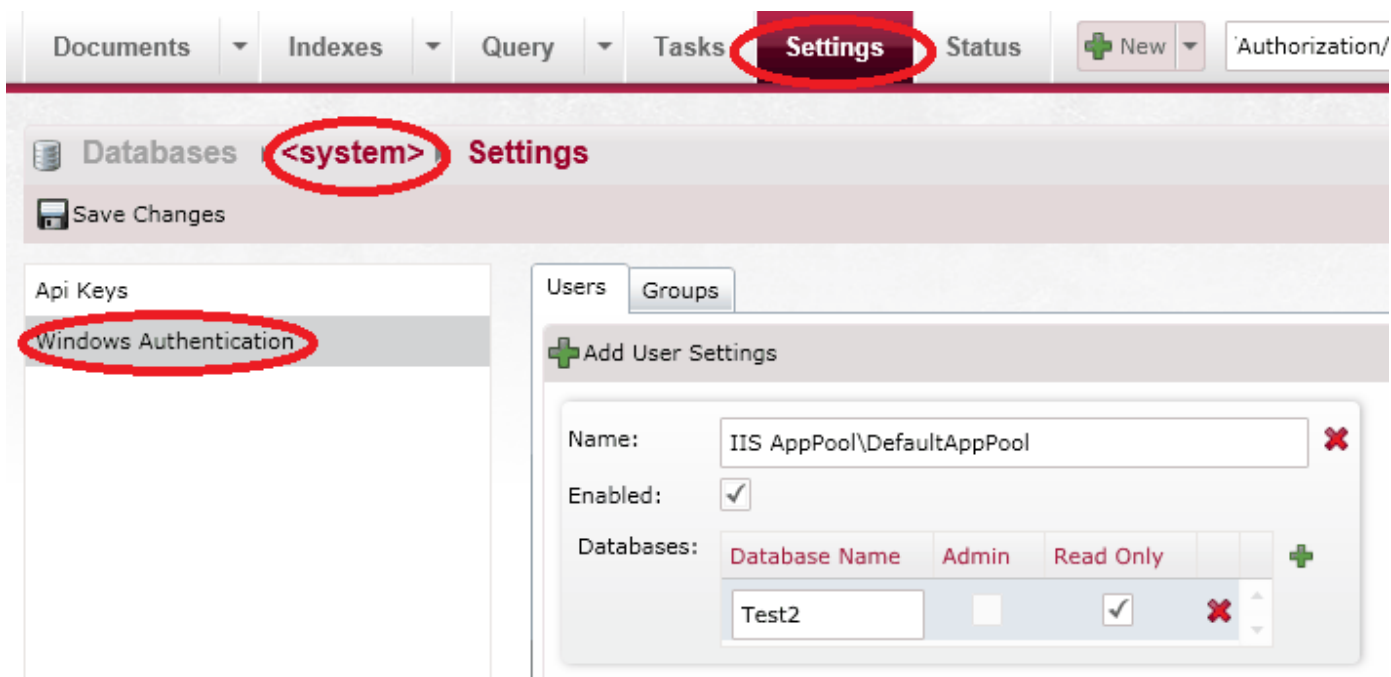 Documents Indexes Query Tasks Settings Status New 'Authorization/
Databases <system> Settings
Save Changes
Api Keys
Windows Authentication
Users Groups
Add User Settings
Name: IIS AppPool\DefaultAppPool
Enabled:
Databases: Database Name Admin Read Only
Test2